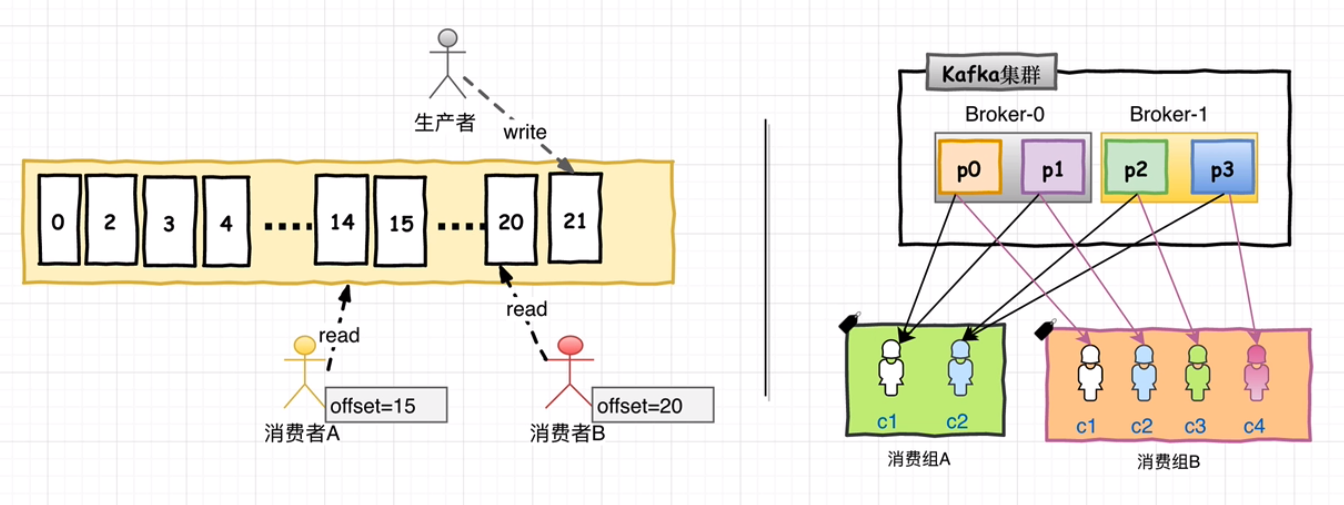 生产者
write
0 2 3 4 ..... 14 15 ..... 20 21
read
read
offset=15
offset=20
消费者A
消费者B
Kafka集群
Broker-0
Broker-1
p0 p1 p2 p3
c1 c2
c1 c2 c3 c4
消费组A
消费组B